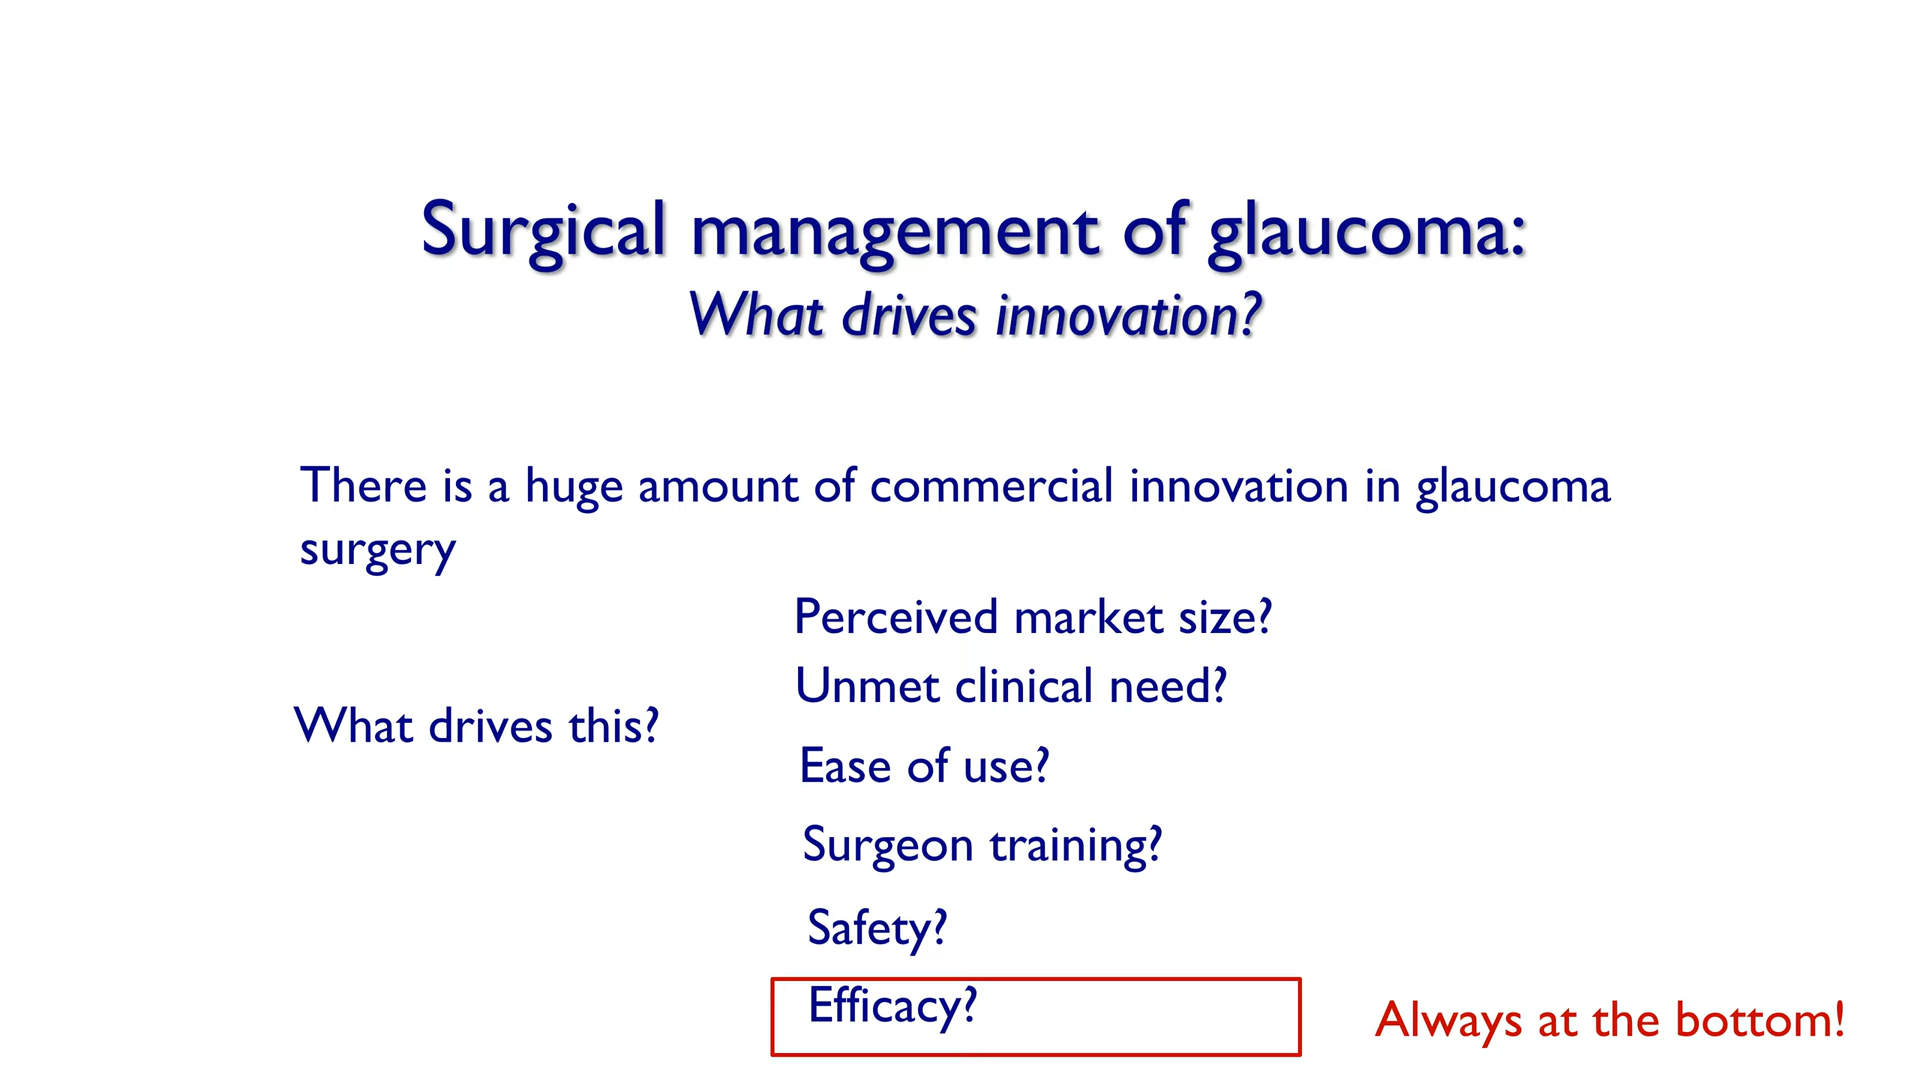 Surgical management of glaucoma:
What drives innovation?
There is a huge amount of commercial innovation in glaucoma
surgery
What drives this?
Perceived market size?
Unmet clinical need?
Ease of use?
Surgeon training?
Safety?
Efficacy?
Always at the bottom!